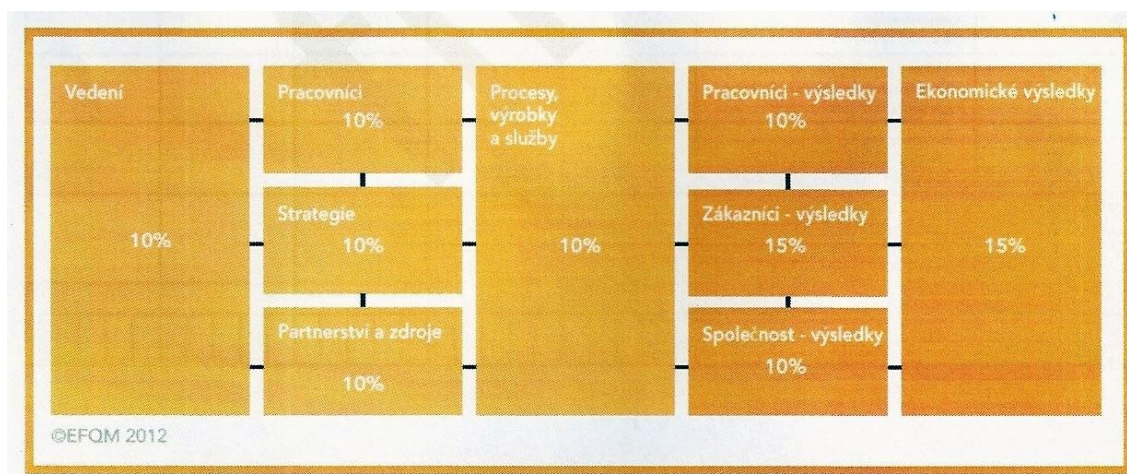 Vedení
10%
Pracovníci
10%
Strategie
10%
Partnerství a zdroje
10%
Procesy,
výrobky
a služby
10%
Pracovníci - výsledky
10%
Zákazníci - výsledky
15%
Společnost - výsledky
10%
Ekonomické výsledky
15%
©EFQM 2012